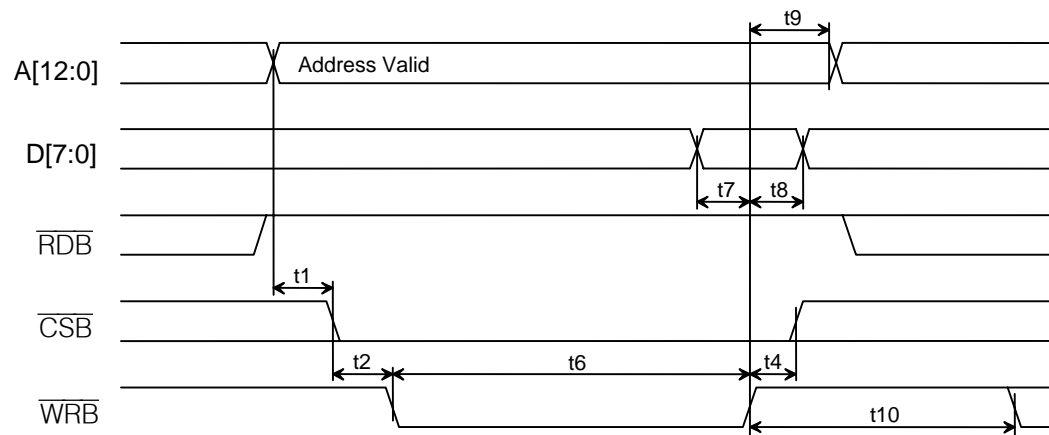 t9
A[12:0]
Address Valid
D[7:0]
t7
t8
RDB
t1
CSB
t2
t6
t4
WRB
t10